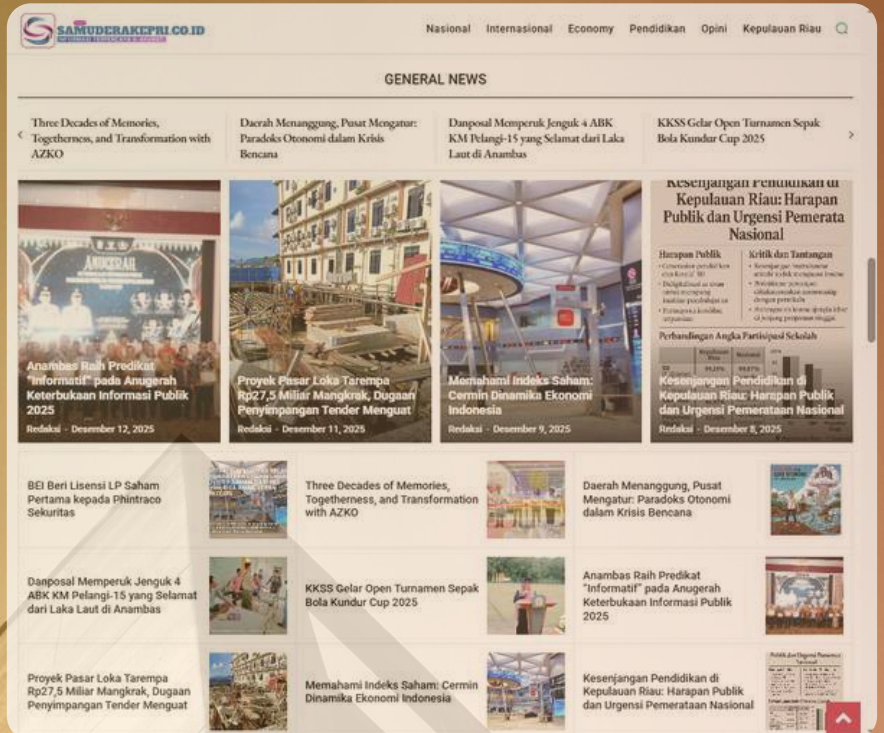 SAMUDERAKEPRI.CO.ID
Nasional Internasional Economy Pendidikan Opini Kepulauan Riau
GENERAL NEWS
Three Decades of Memories,
Togetherness, and Transformation with
AZKO
Daerah Menanggung, Pusat Mengatur:
Paradoks Otonomi dalam Krisis
Bencana
Danposal Memperuk Jenguk 4 ABK
KM Pelangi-15 yang Selamat dari Laka
Laut di Anambas
KKSS Gelar Open Turnamen Sepak
Bola Kundur Cup 2025
ANUGERAH
Anambas Raih Predikat
"Informatif" pada Anugerah
Keterbukaan Informasi Publik
2025
Redaksi - Desember 12, 2025
Proyek Pasar Loka Tarempa
Rp27,5 Miliar Mangkrak, Dugaan
Penyimpangan Tender Menguat
Redaksi - Desember 11, 2025
Memahami Indeks Saham:
Cermin Dinamika Ekonomi
Indonesia
Redaksi - Desember 9, 2025
Kesenjangan Pendidikan di
Kepulauan Riau: Harapan
Publik dan Urgensi Pemerata
Nasional
Harapan Publik
Kritik dan Tantangan
Perbandingan Angka Partisipasi Sekolah
Kesenjangan Pendidikan di
Kepulauan Riau: Harapan Publik
dan Urgensi Pemerataan Nasional
Redaksi - Desember 8, 2025
BEI Beri Lisensi LP Saham
Pertama kepada Phintraco
Sekuritas
Three Decades of Memories,
Togetherness, and Transformation
with AZKO
Daerah Menanggung, Pusat
Mengatur: Paradoks Otonomi
dalam Krisis Bencana
Danposal Memperuk Jenguk 4
ABK KM Pelangi-15 yang Selamat
dari Laka Laut di Anambas
KKSS Gelar Open Turnamen Sepak
Bola Kundur Cup 2025
Anambas Raih Predikat
"Informatif" pada Anugerah
Keterbukaan Informasi Publik
2025
Proyek Pasar Loka Tarempa
Rp27,5 Miliar Mangkrak, Dugaan
Penyimpangan Tender Menguat
Memahami Indeks Saham: Cermin
Dinamika Ekonomi Indonesia
Kesenjangan Pendidikan di
Kepulauan Riau: Harapan Publik
dan Urgensi Pemerataan Nasional